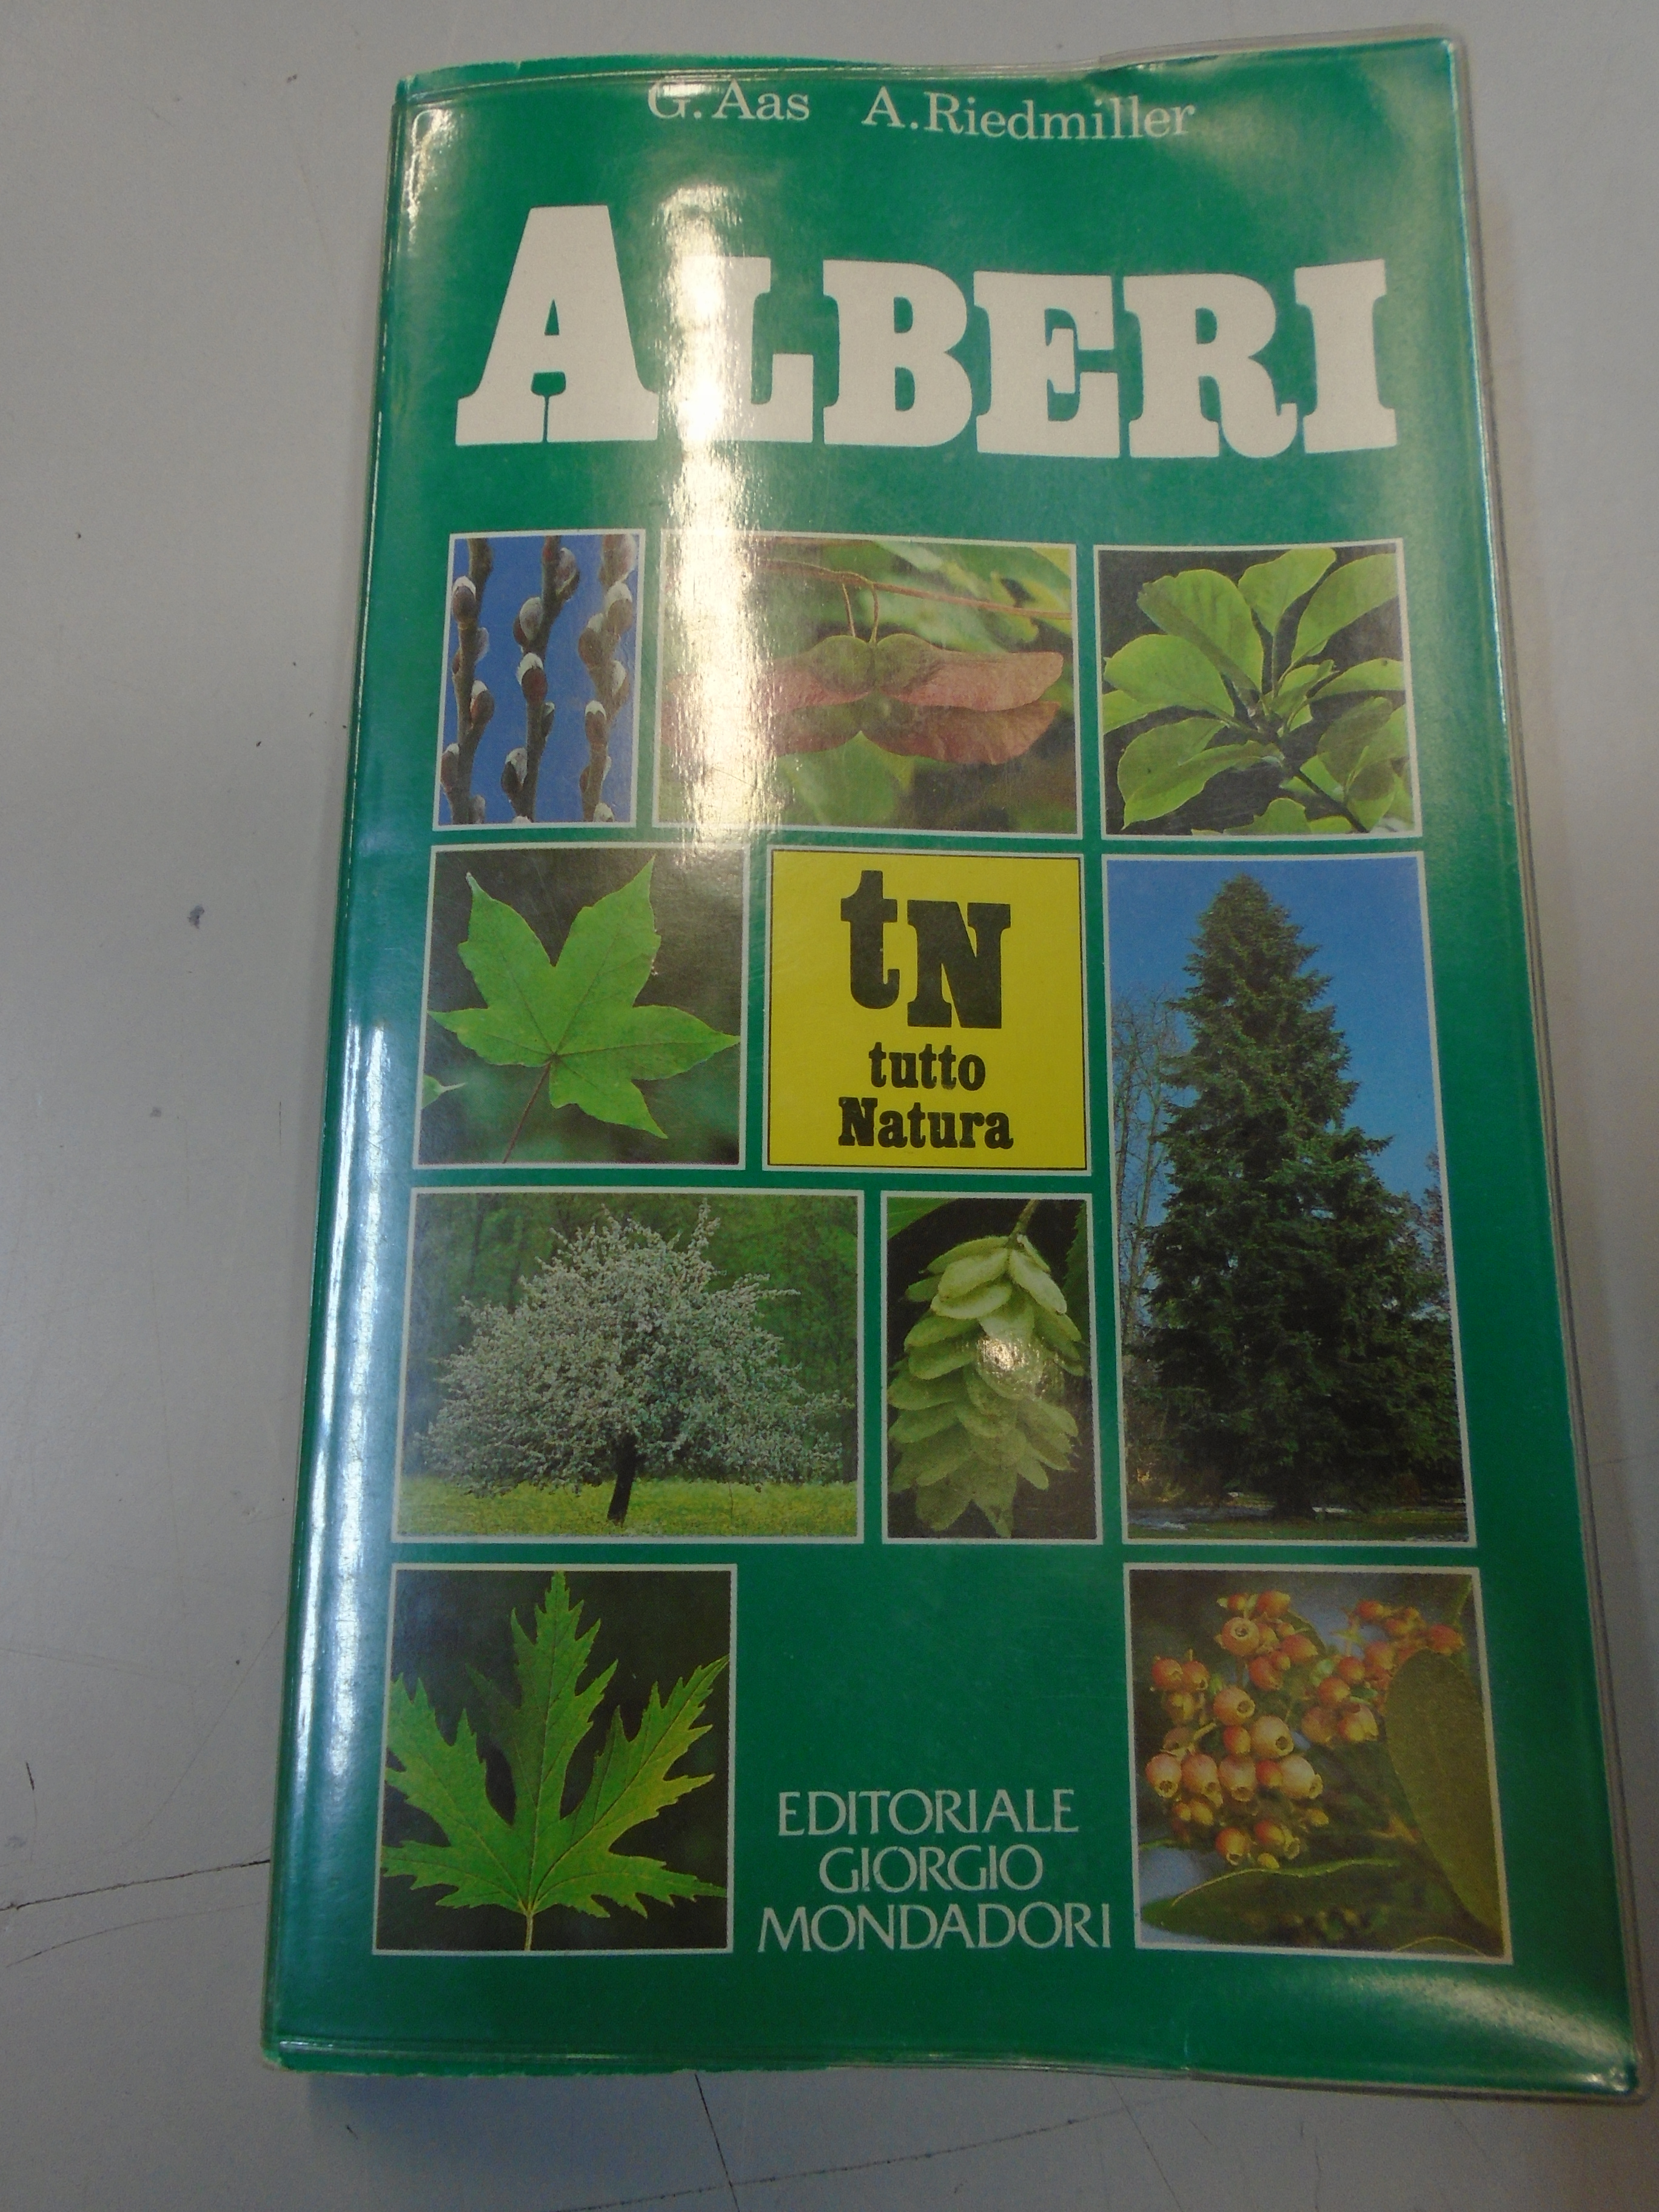 G. Aas A. Riedmiller
ALBERI
tN
tutto
Natura
EDITORIALE
GIORGIO
MONDADORI